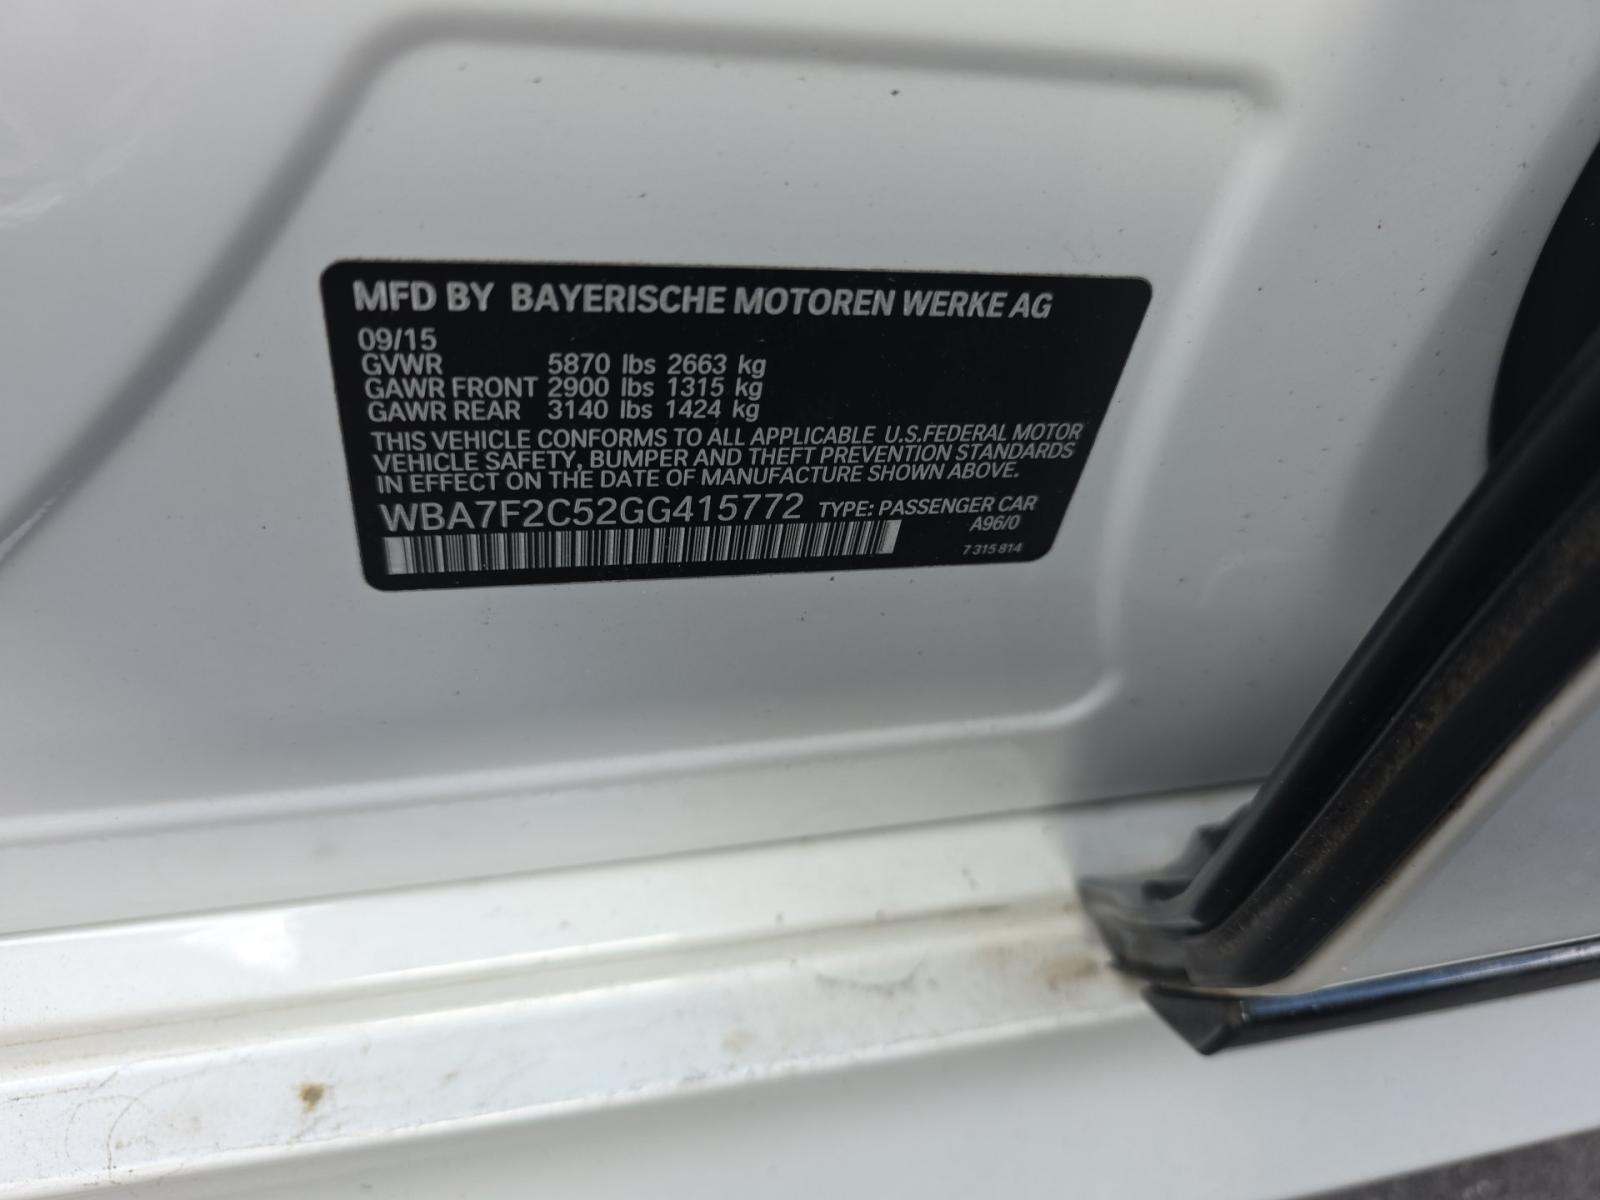 MFD BY BAYERISCHE MOTOREN WERKE AG
09/15
GVWR 5870 lbs 2663 kg
GAWR FRONT 2900 lbs 1315 kg
GAWR REAR 3140 lbs 1424 kg
THIS VEHICLE CONFORMS TO ALL APPLICABLE U.S.FEDERAL MOTOR
VEHICLE SAFETY, BUMPER AND THEFT PREVENTION STANDARDS
IN EFFECT ON THE DATE OF MANUFACTURE SHOWN ABOVE.
WBA7F2C52GG415772 TYPE: PASSENGER CAR
A96/0
7 315 814